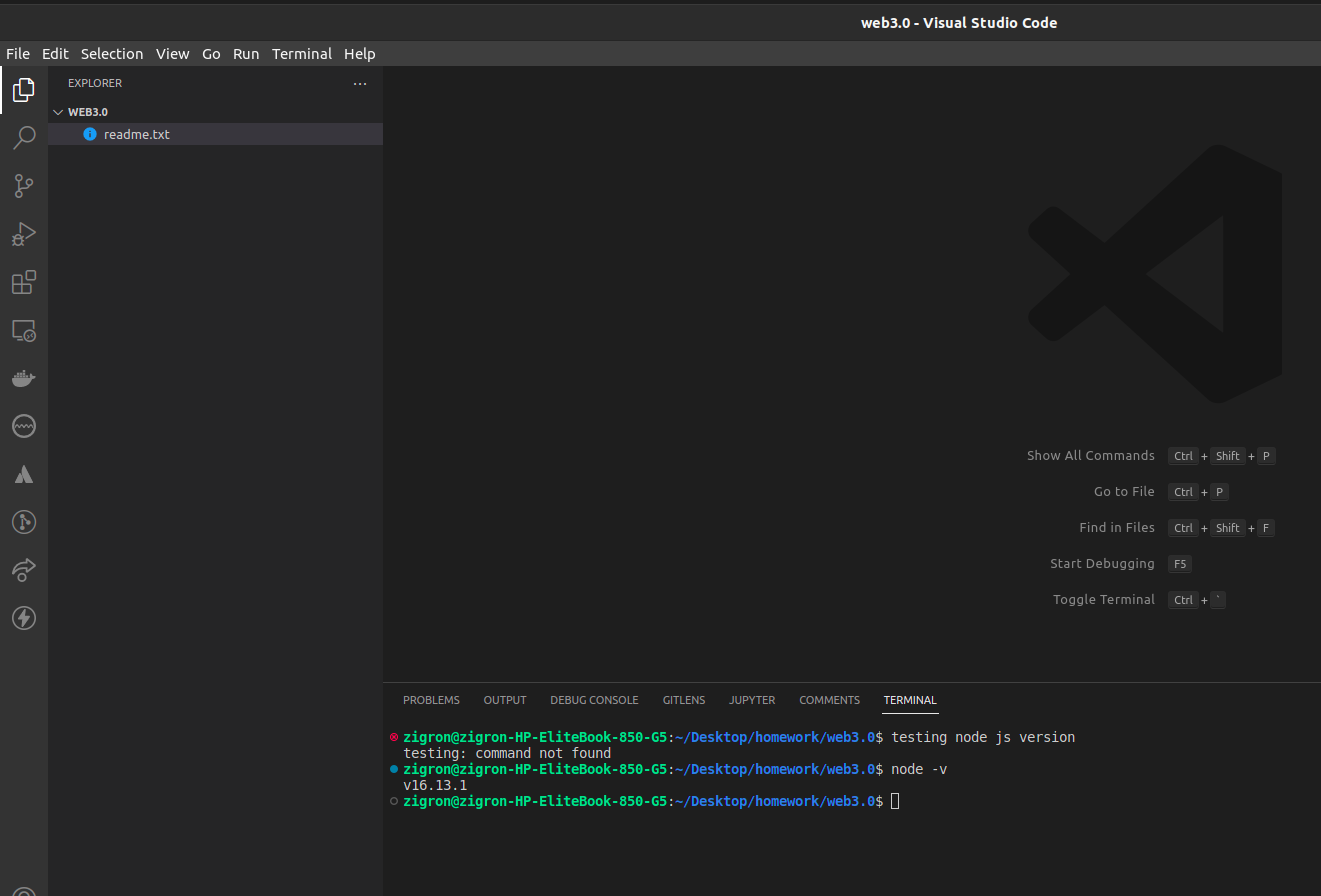 web3.0 - Visual Studio Code
File Edit Selection View Go Run Terminal Help
EXPLORER ...
WEB3.0
readme.txt
Show All Commands Ctrl + Shift + P
Go to File Ctrl + P
Find in Files Ctrl + Shift + F
Start Debugging F5
Toggle Terminal Ctrl + `
PROBLEMS OUTPUT DEBUG CONSOLE GITLENS JUPYTER COMMENTS TERMINAL
zigron@zigron-HP-EliteBook-850-G5:~/Desktop/homework/web3.0$ testing node js version
testing: command not found
zigron@zigron-HP-EliteBook-850-G5:~/Desktop/homework/web3.0$ node -v
v16.13.1
zigron@zigron-HP-EliteBook-850-G5:~/Desktop/homework/web3.0$